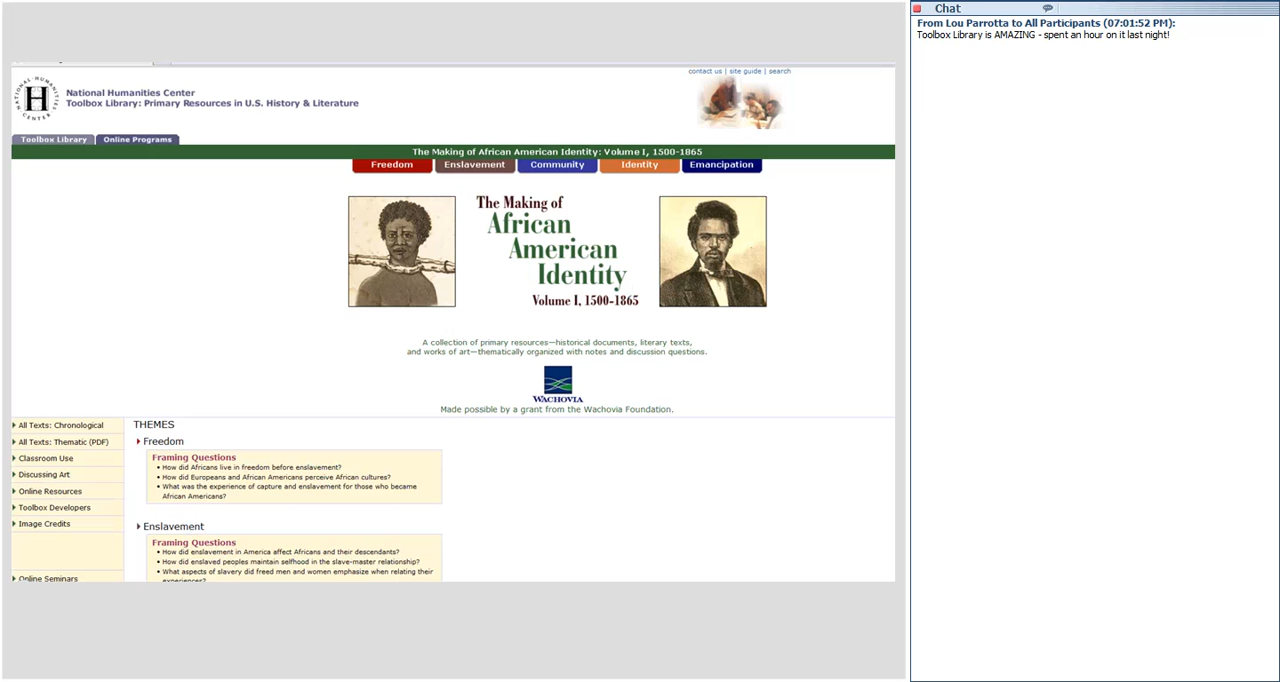 contact us | site guide | search
NATIONAL HUMANITIES CENTER
H
National Humanities Center
Toolbox Library: Primary Resources in U.S. History & Literature
Toolbox Library
Online Programs
The Making of African American Identity: Volume I, 1500-1865
Freedom
Enslavement
Community
Identity
Emancipation
The Making of
African
American
Identity
Volume I, 1500-1865
A collection of primary resources—historical documents, literary texts,
and works of art—thematically organized with notes and discussion questions.
WACHOVIA
Made possible by a grant from the Wachovia Foundation.
All Texts: Chronological
All Texts: Thematic (PDF)
Classroom Use
Discussing Art
Online Resources
Toolbox Developers
Image Credits
Online Seminars
THEMES
Freedom
Framing Questions
• How did Africans live in freedom before enslavement?
• How did Europeans and African Americans perceive African cultures?
• What was the experience of capture and enslavement for those who became
African Americans?
Enslavement
Framing Questions
• How did enslavement in America affect Africans and their descendants?
• How did enslaved peoples maintain selfhood in the slave-master relationship?
• What aspects of slavery did freed men and women emphasize when relating their
experiences?
Chat
From Lou Parrotta to All Participants (07:01:52 PM):
Toolbox Library is AMAZING - spent an hour on it last night!